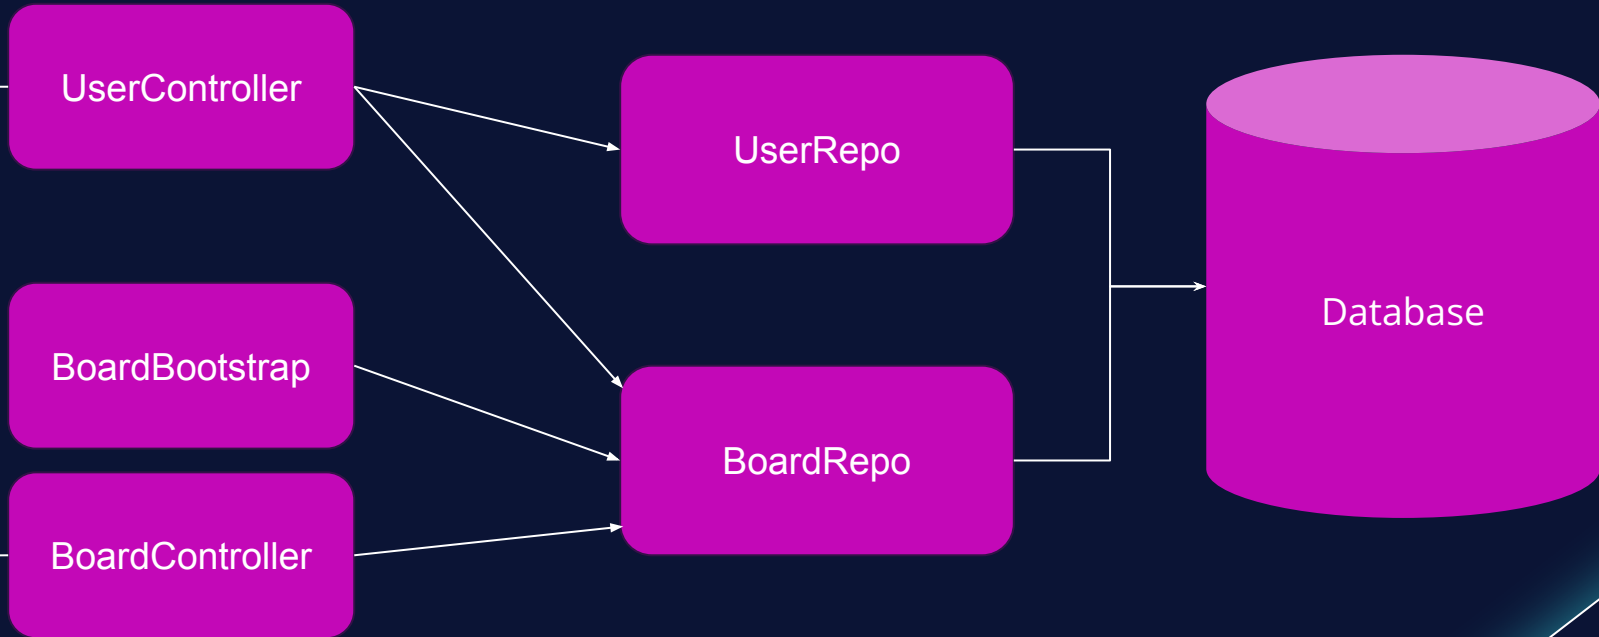 UserController
UserRepo
Database
BoardBootstrap
BoardRepo
BoardController